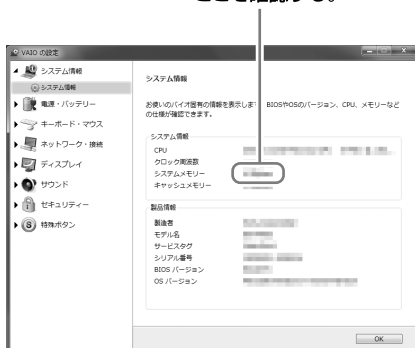 ここを確認する。
VAIO の設定
システム情報
システム情報
電源・バッテリー
キーボード・マウス
ネットワーク・接続
ディスプレイ
サウンド
セキュリティー
特殊ボタン
システム情報
お使いのバイオ固有の情報を表示しま BIOSやOSのバージョン、CPU、メモリーなど
の仕様が確認できます。
システム情報
CPU
クロック周波数
システムメモリー
キャッシュメモリー
製品情報
製造者
モデル名
サービスタグ
シリアル番号
BIOS バージョン
OS バージョン
OK